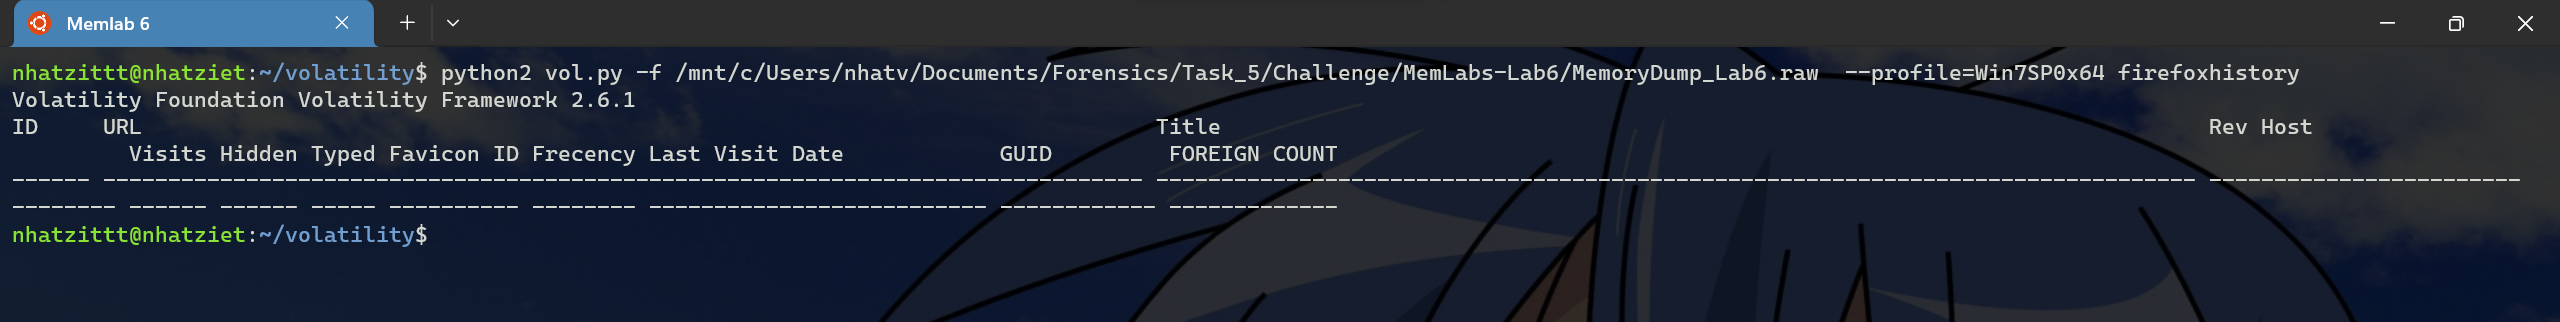 Memlab 6
nhatzittt@nhatziet:~/volatility$ python2 vol.py -f /mnt/c/Users/nhatv/Documents/Forensics/Task_5/Challenge/MemLabs-Lab6/MemoryDump_Lab6.raw  --profile=Win7SP0x64 firefoxhistory
Volatility Foundation Volatility Framework 2.6.1
ID     URL                                                                              Title                                                                            Rev Host
         Visits Hidden Typed Favicon ID Frecency Last Visit Date            GUID         FOREIGN COUNT
------ -------------------------------------------------------------------------------- -------------------------------------------------------------------------------- ------------------------
-------- ------ ------ ----- ---------- -------- -------------------------- ------------ -------------
nhatzittt@nhatziet:~/volatility$